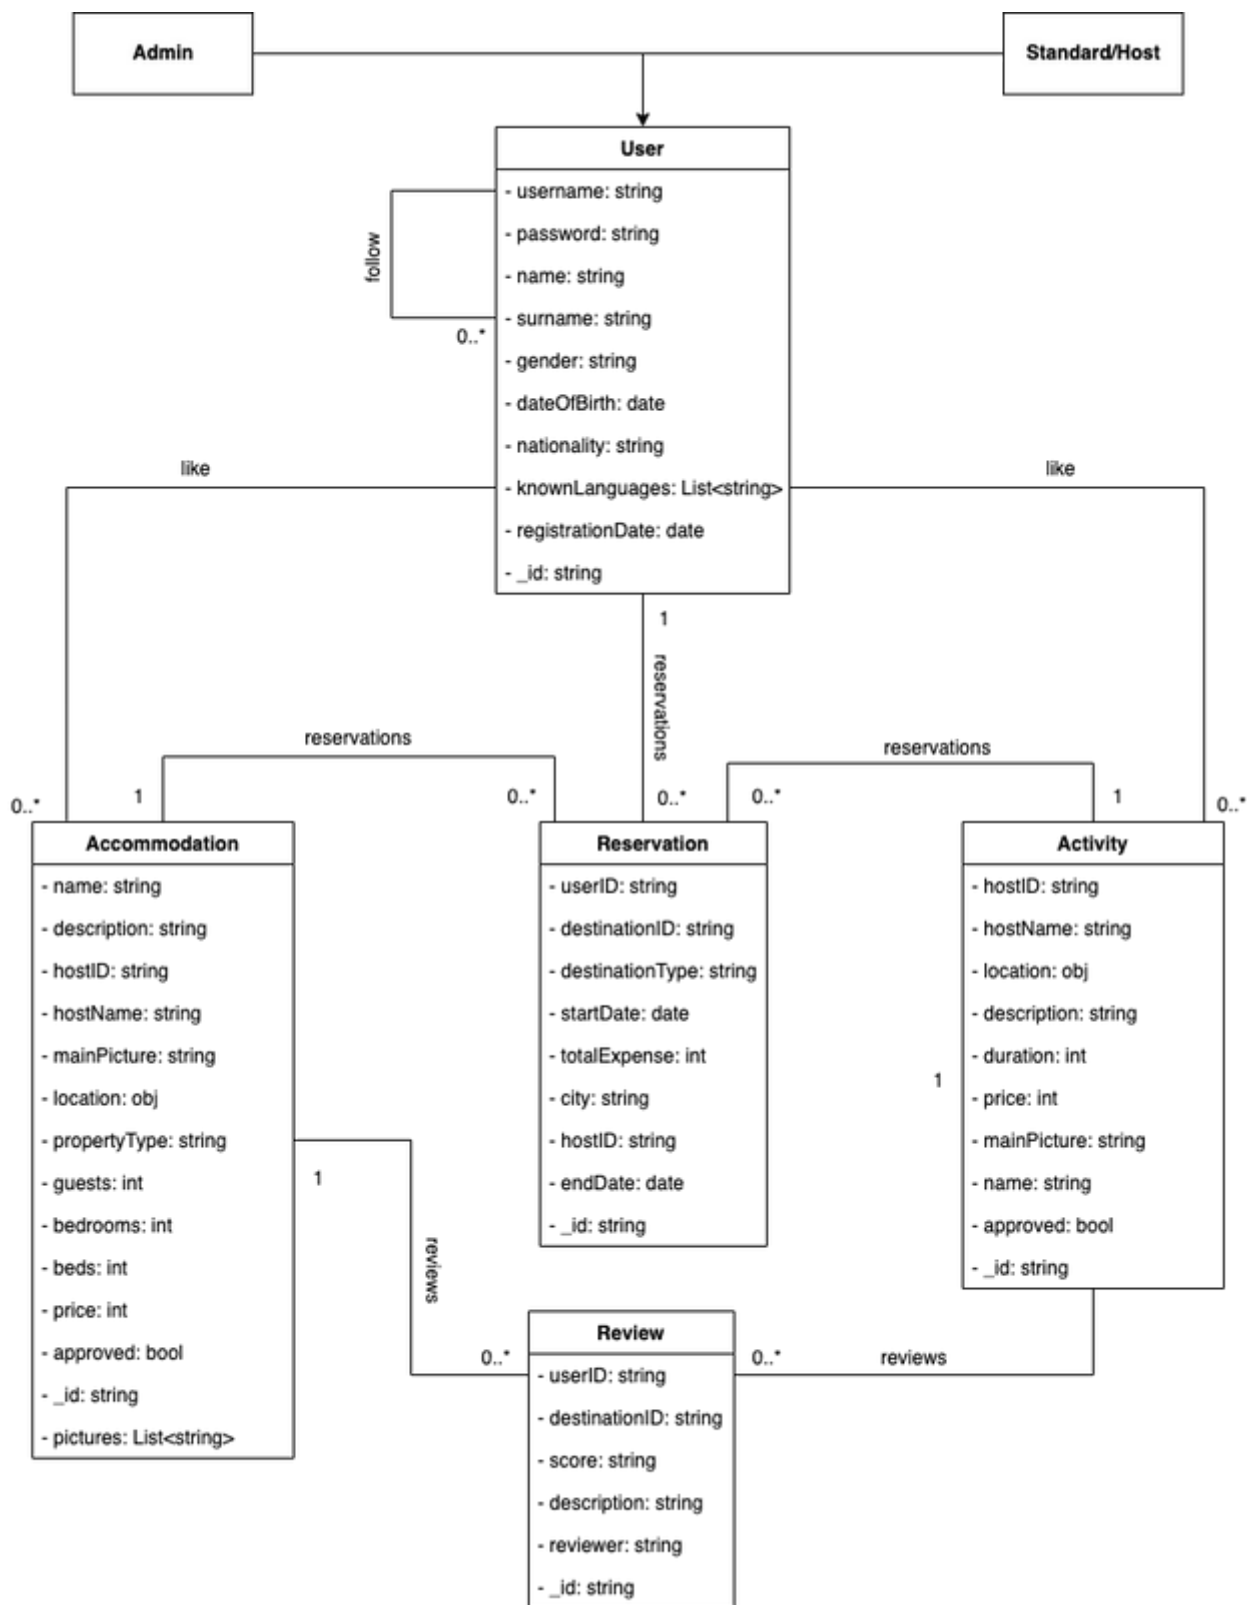 Admin
Standard/Host
User
- username: string
- password: string
- name: string
- surname: string
- gender: string
- dateOfBirth: date
- nationality: string
- knownLanguages: List<string>
- registrationDate: date
- _id: string
follow
0..*
like
like
1
reservations
reservations
reservations
0..*
1
0..*
0..*
0..*
1
0..*
Accommodation
- name: string
- description: string
- hostID: string
- hostName: string
- mainPicture: string
- location: obj
- propertyType: string
- guests: int
- bedrooms: int
- beds: int
- price: int
- approved: bool
- _id: string
- pictures: List<string>
Reservation
- userID: string
- destinationID: string
- destinationType: string
- startDate: date
- totalExpense: int
- city: string
- hostID: string
- endDate: date
- _id: string
Activity
- hostID: string
- hostName: string
- location: obj
- description: string
- duration: int
- price: int
- mainPicture: string
- name: string
- approved: bool
- _id: string
1
1
reviews
0..*
0..*
reviews
Review
- userID: string
- destinationID: string
- score: string
- description: string
- reviewer: string
- _id: string